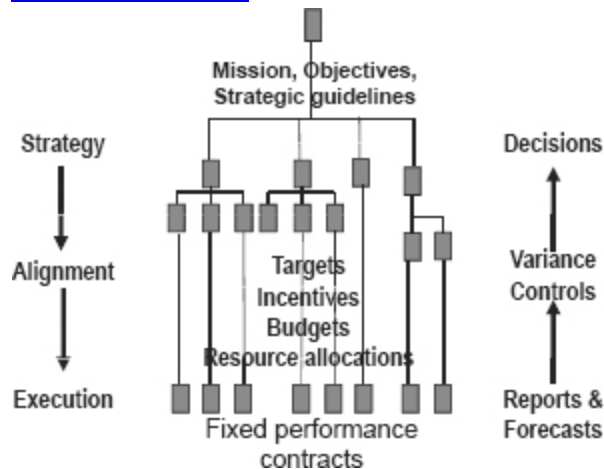 Mission, Objectives,
Strategic guidelines
Strategy
Decisions
Alignment
Targets
Incentives
Budgets
Resource allocations
Variance
Controls
Execution
Fixed performance
contracts
Reports &
Forecasts